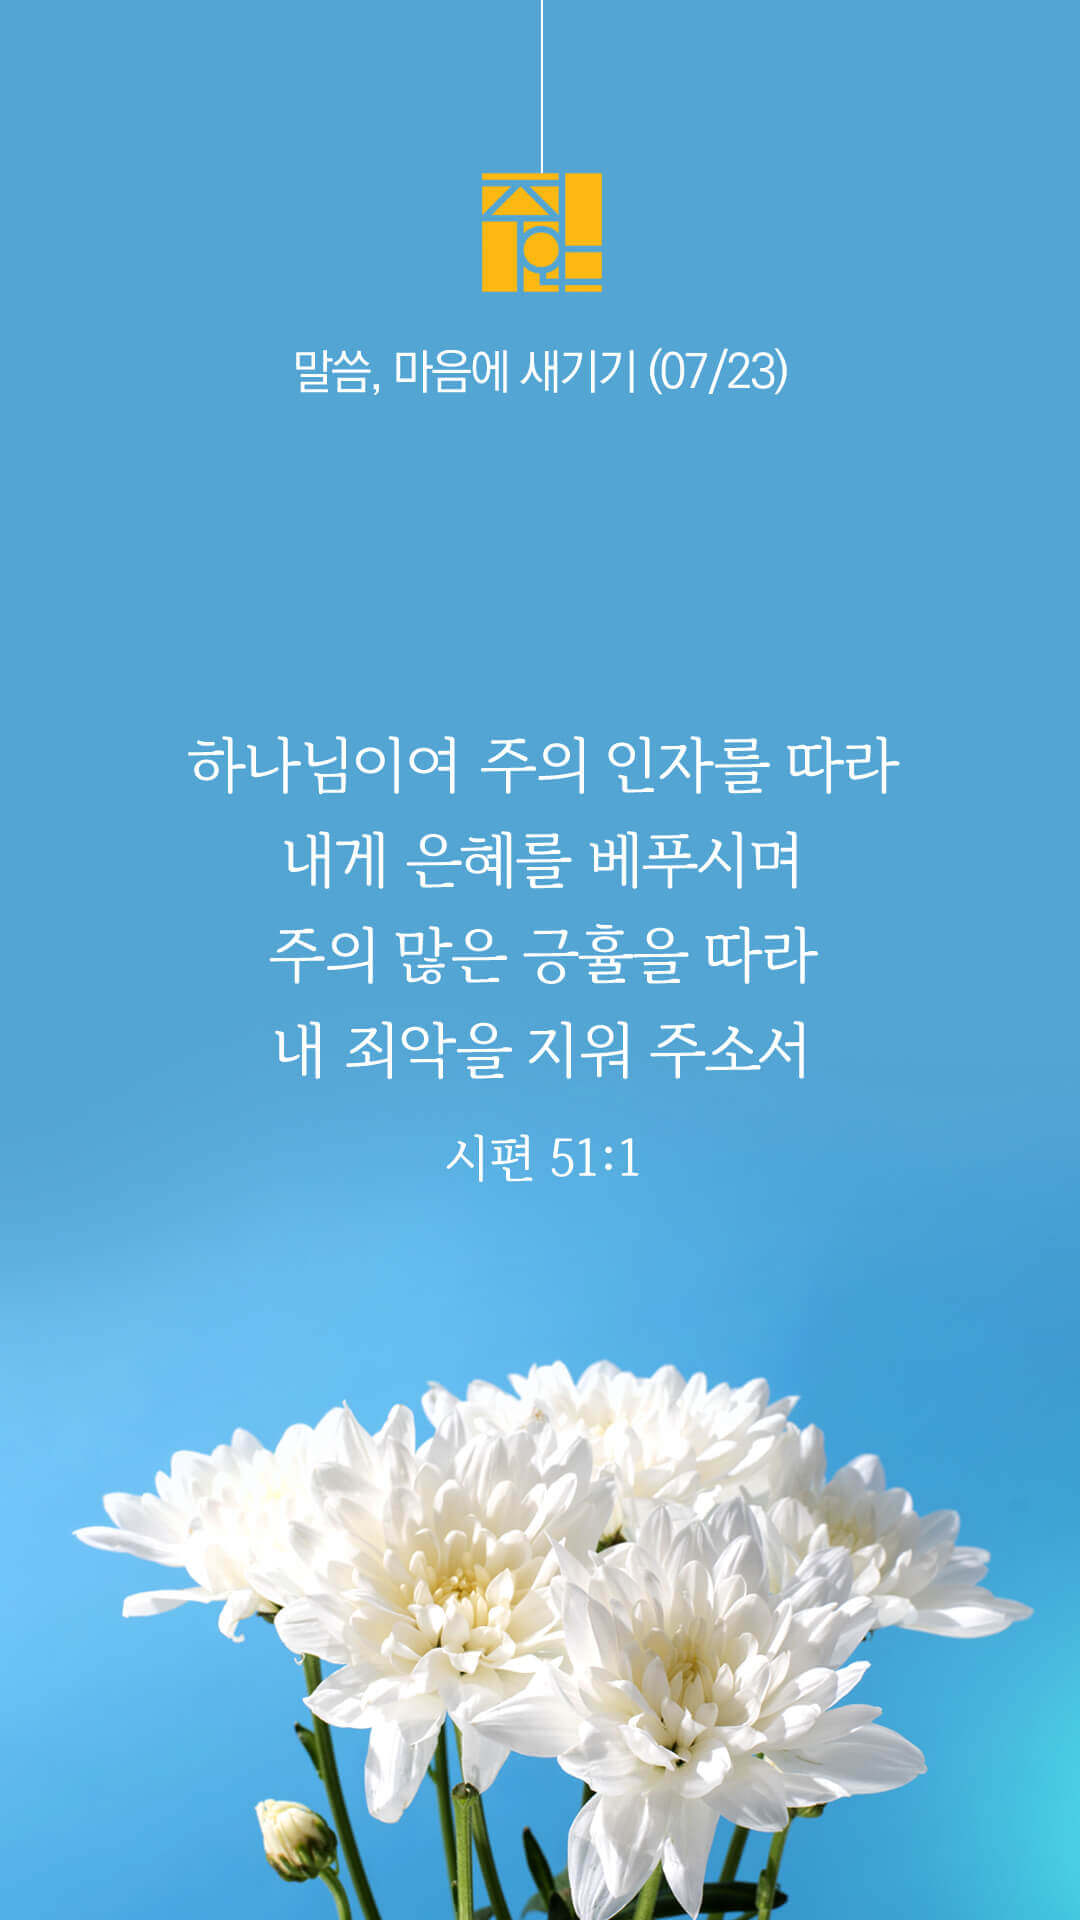 말씀, 마음에 새기기 (07/23)
하나님이여 주의 인자를 따라
내게 은혜를 베푸시며
주의 많은 긍휼을 따라
내 죄악을 지워 주소서
시편 51:1